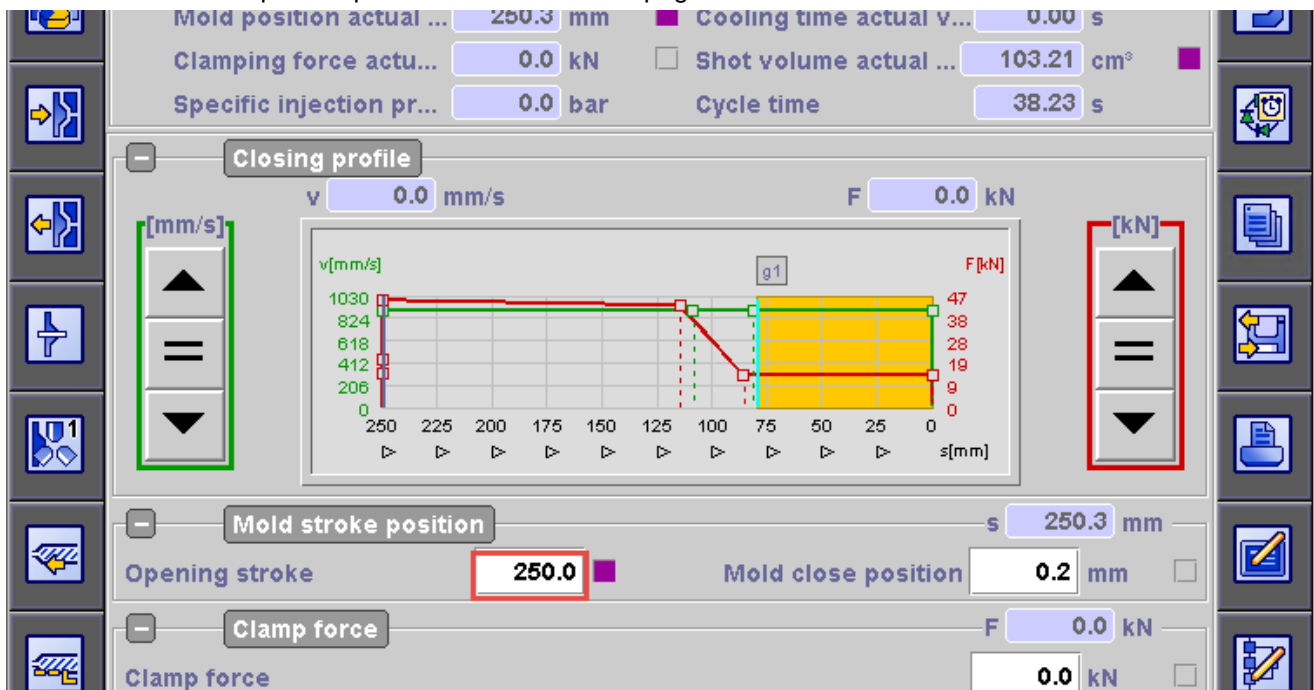 Mold position actual ... 250.3 mm Cooling time actual v... 0.00 s
Clamping force actu... 0.0 kN Shot volume actual ... 103.21 cm³
Specific injection pr... 0.0 bar Cycle time 38.23 s
Closing profile
v 0.0 mm/s F 0.0 kN
[mm/s] [kN]
v[mm/s] g1 F[kN]
1030 47
824 38
618 28
412 19
206 9
0 0
250 225 200 175 150 125 100 75 50 25 0
s[mm]
1
Mold stroke position s 250.3 mm
Opening stroke 250.0 Mold close position 0.2 mm
Clamp force F 0.0 kN
Clamp force 0.0 kN